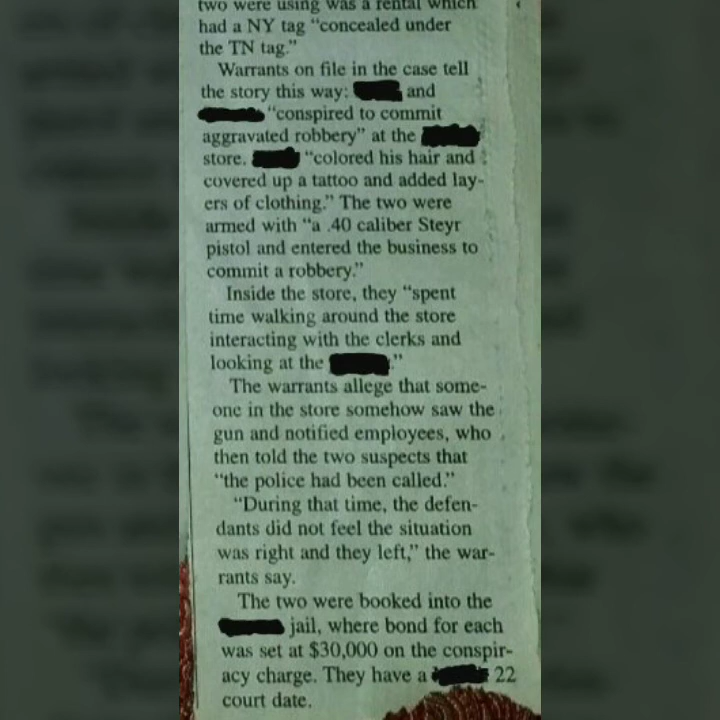 two were using was a rental which
had a NY tag “concealed under
the TN tag.”
Warrants on file in the case tell
the story this way: and
“conspired to commit
aggravated robbery” at the
store. “colored his hair and
covered up a tattoo and added lay-
ers of clothing.” The two were
armed with “a .40 caliber Steyr
pistol and entered the business to
commit a robbery.”
Inside the store, they “spent
time walking around the store
interacting with the clerks and
looking at the .”
The warrants allege that some-
one in the store somehow saw the
gun and notified employees, who
then told the two suspects that
“the police had been called.”
“During that time, the defen-
dants did not feel the situation
was right and they left,” the war-
rants say.
The two were booked into the
jail, where bond for each
was set at $30,000 on the conspir-
acy charge. They have a 22
court date.